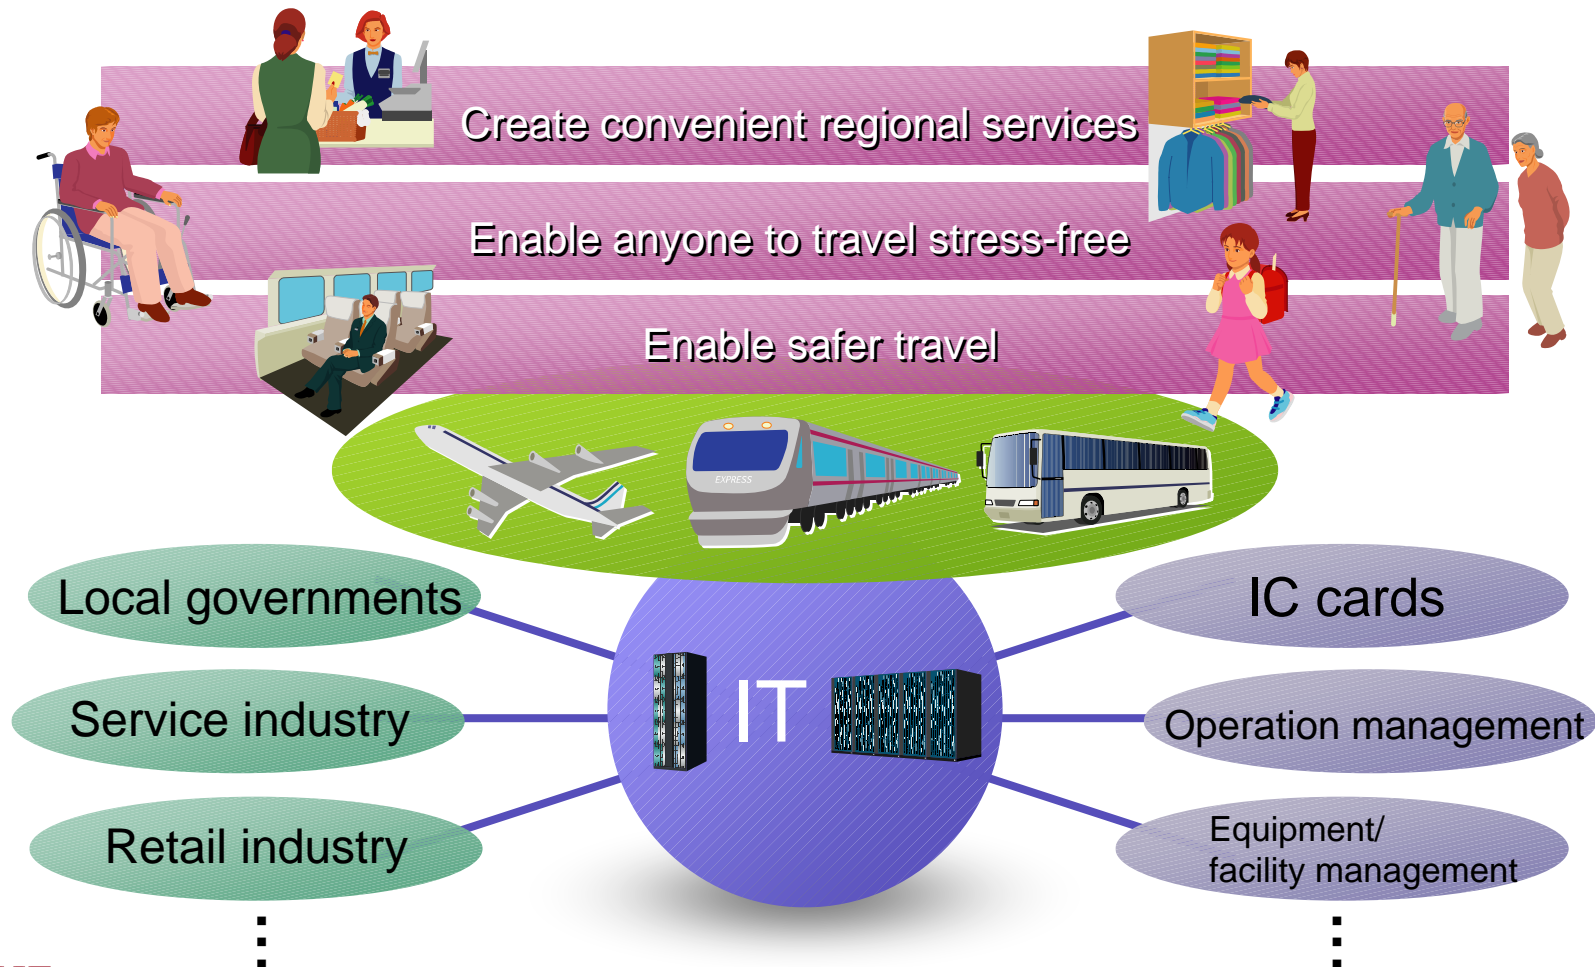 Create convenient regional services
Enable anyone to travel stress-free
Enable safer travel
EXPRESS
Local governments
IC cards
IT
Service industry
Operation management
Retail industry
Equipment/
facility management